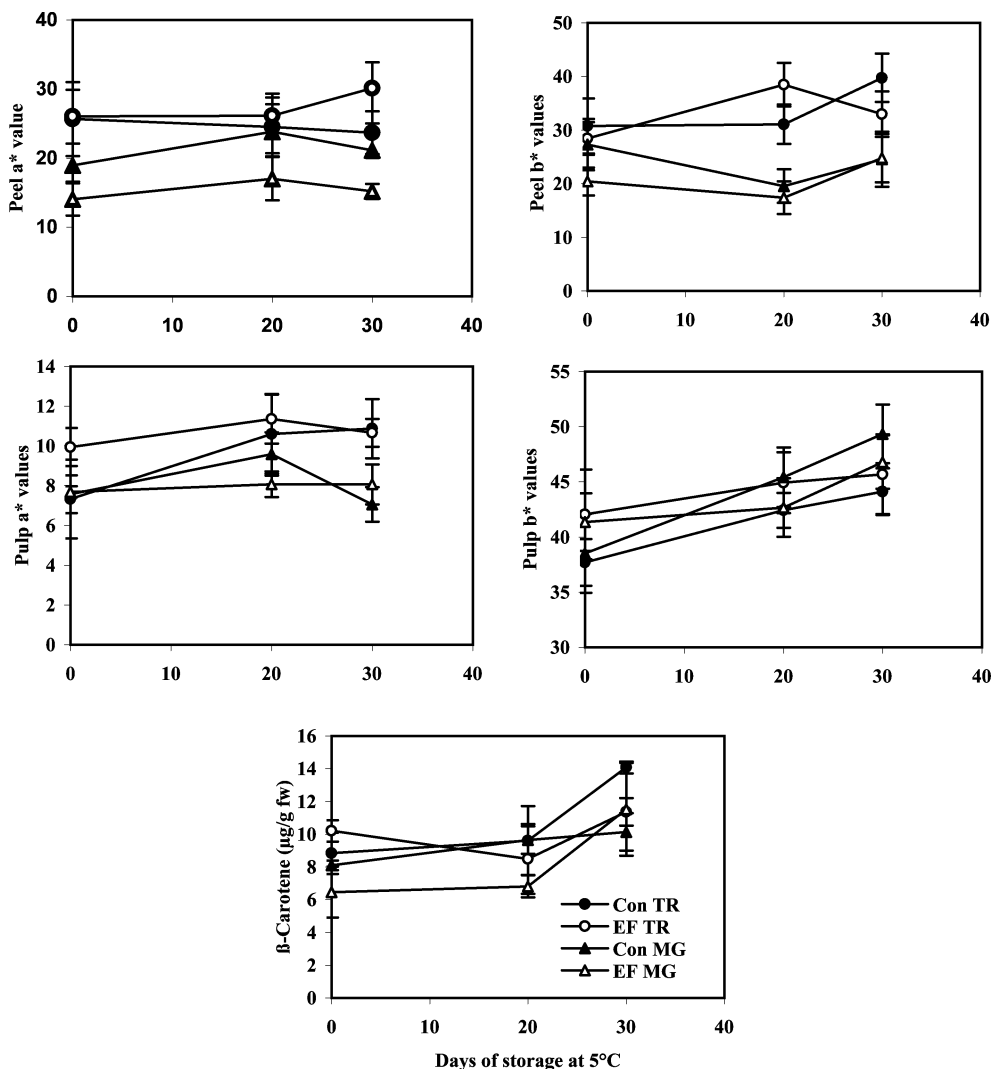 Peel a* value
40
30
20
10
0
0 10 20 30 40
Peel b* values
50
40
30
20
10
0
0 10 20 30 40
Pulp a* values
14
12
10
8
6
4
2
0
0 10 20 30 40
Pulp b* values
55
50
45
40
35
30
0 10 20 30 40
ß-Carotene (µg/g fw)
16
14
12
10
8
6
4
2
0
Con TR
EF TR
Con MG
EF MG
0 10 20 30 40
Days of storage at 5°C